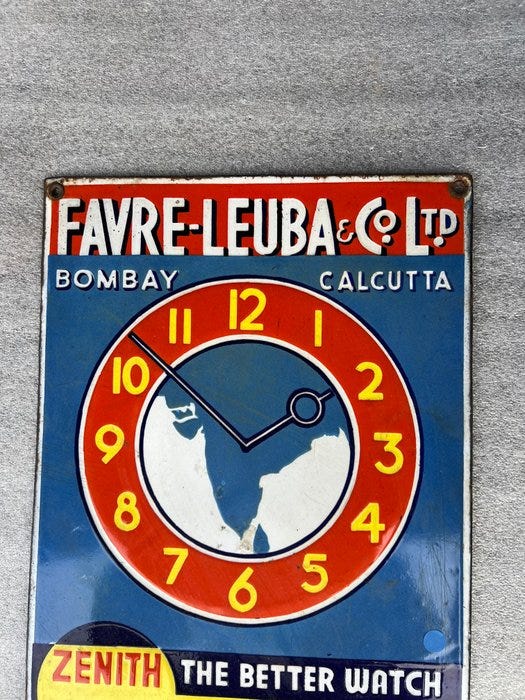 FAVRE-LEUBA & Co. LTD
BOMBAY CALCUTTA
12
11 1
10 2
9 3
8 4
7 5
6
ZENITH THE BETTER WATCH